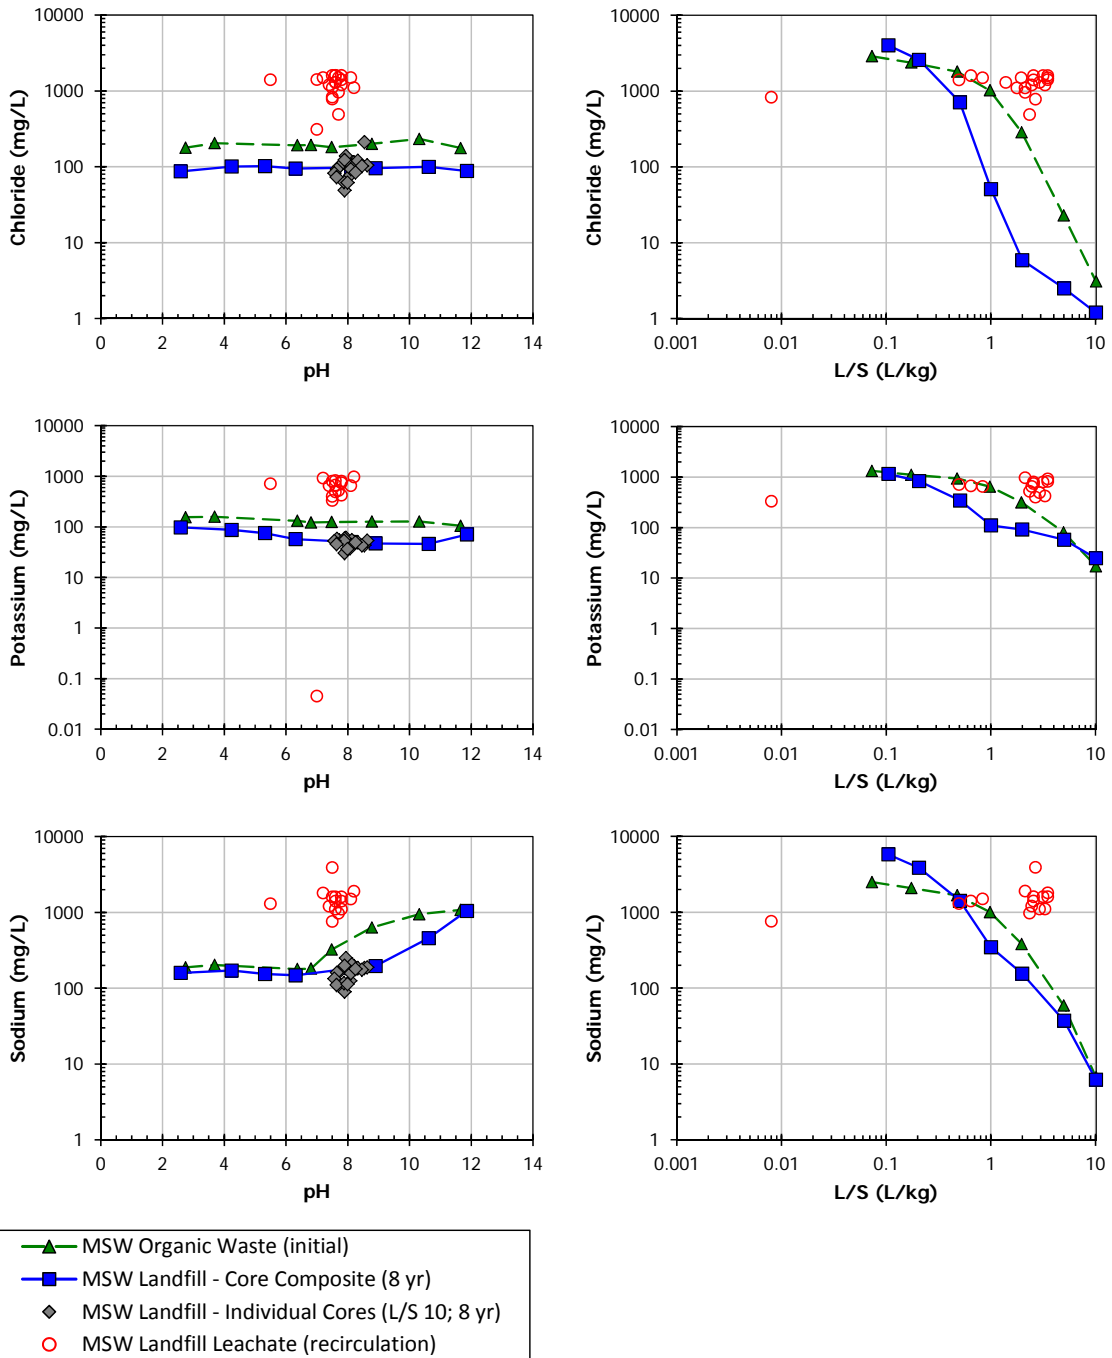 10000
1000
100
10
1
Chloride (mg/L)
0 2 4 6 8 10 12 14
pH
10000
1000
100
10
1
Chloride (mg/L)
0.001 0.01 0.1 1 10
L/S (L/kg)
10000
1000
100
10
1
0.1
0.01
Potassium (mg/L)
0 2 4 6 8 10 12 14
pH
10000
1000
100
10
1
0.1
0.01
Potassium (mg/L)
0.001 0.01 0.1 1 10
L/S (L/kg)
10000
1000
100
10
1
Sodium (mg/L)
0 2 4 6 8 10 12 14
pH
10000
1000
100
10
1
Sodium (mg/L)
0.001 0.01 0.1 1 10
L/S (L/kg)
MSW Organic Waste (initial)
MSW Landfill - Core Composite (8 yr)
MSW Landfill - Individual Cores (L/S 10; 8 yr)
MSW Landfill Leachate (recirculation)